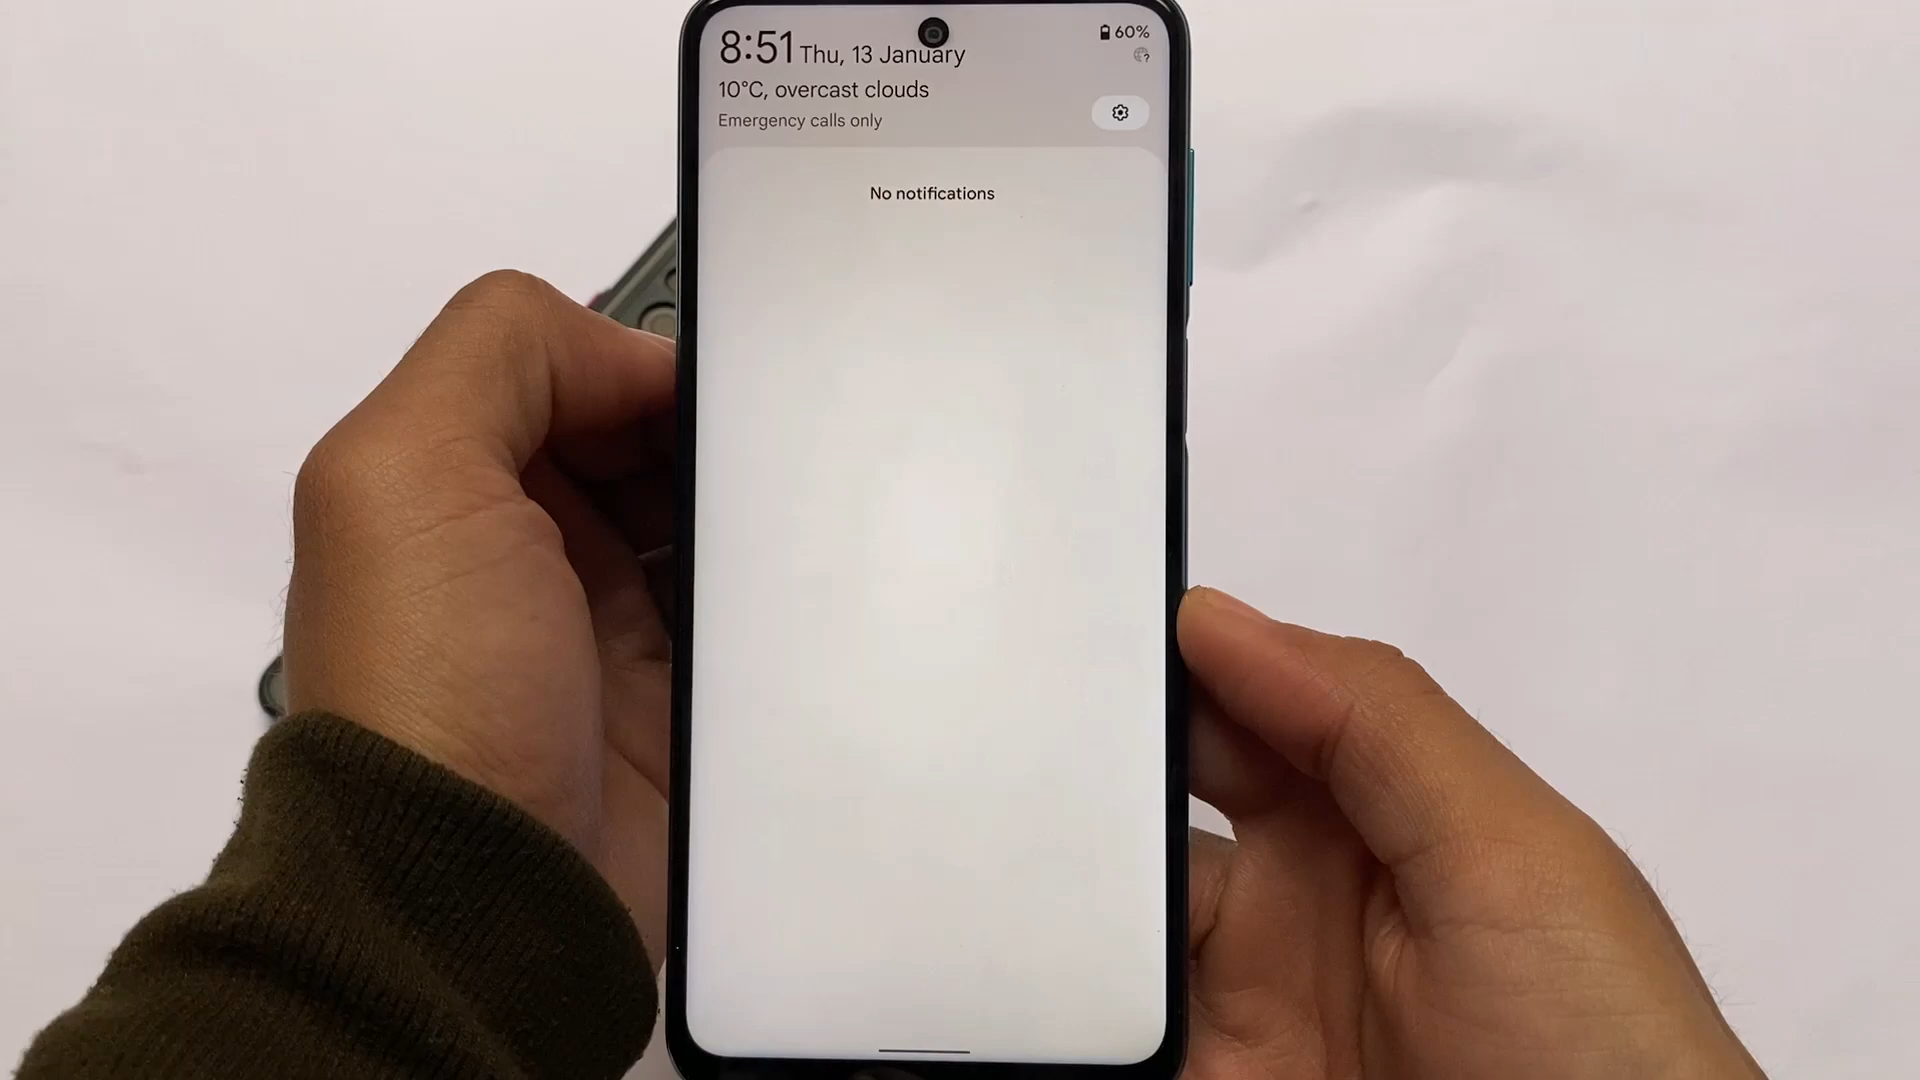 8:51 Thu, 13 January
60%
10°C, overcast clouds
Emergency calls only
No notifications